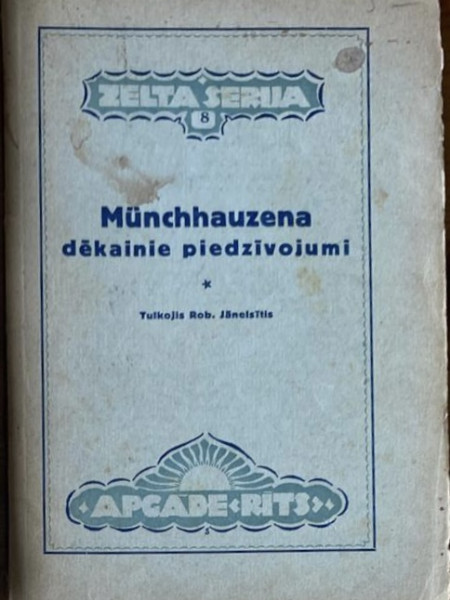 ZELTA SERIJA
8
Münchhauzena
dēkainie piedzīvojumi
*
Tulkojis Rob. Jānelsītis
APGĀDE «RĪTS»